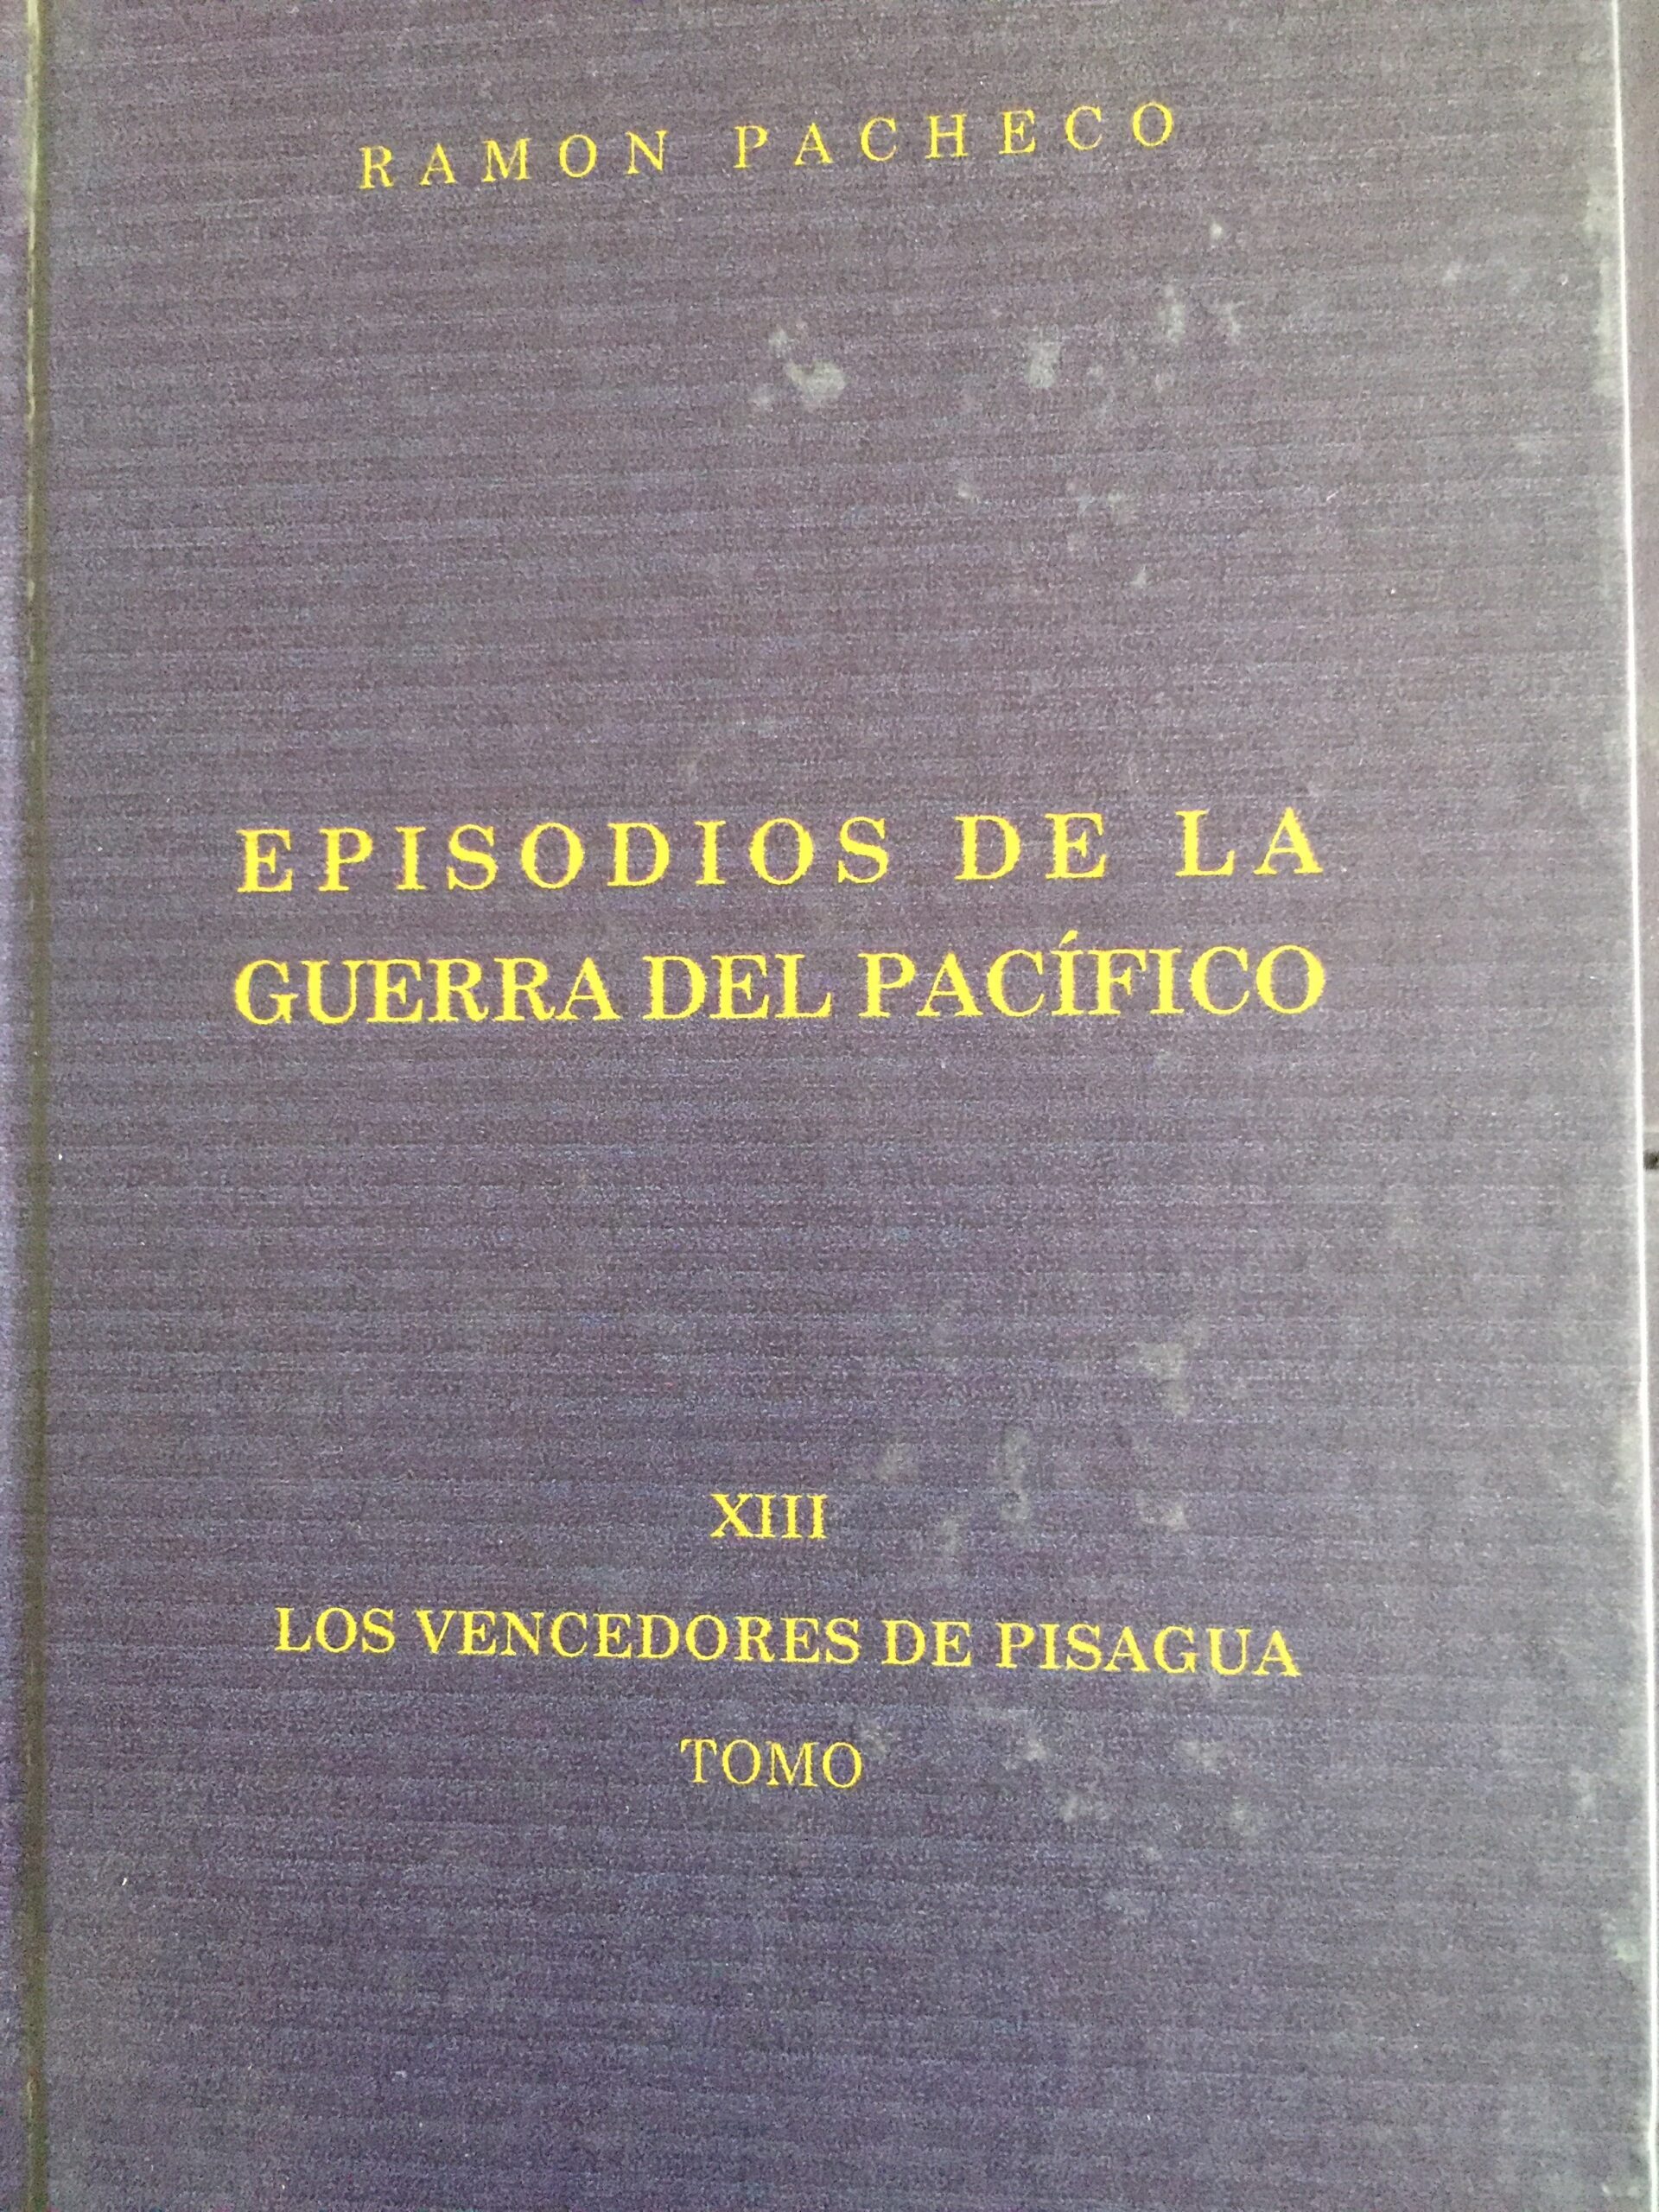 RAMON PACHECO
EPISODIOS DE LA
GUERRA DEL PACÍFICO
XIII
LOS VENCEDORES DE PISAGUA
TOMO